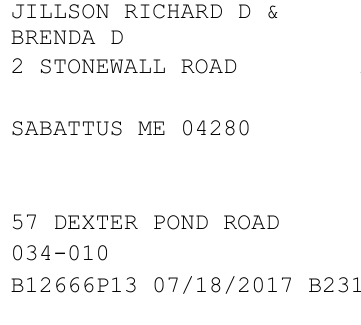 JILLSON RICHARD D &
BRENDA D
2 STONEWALL ROAD
SABATTUS ME 04280
57 DEXTER POND ROAD
034-010
B12666P13 07/18/2017 B231